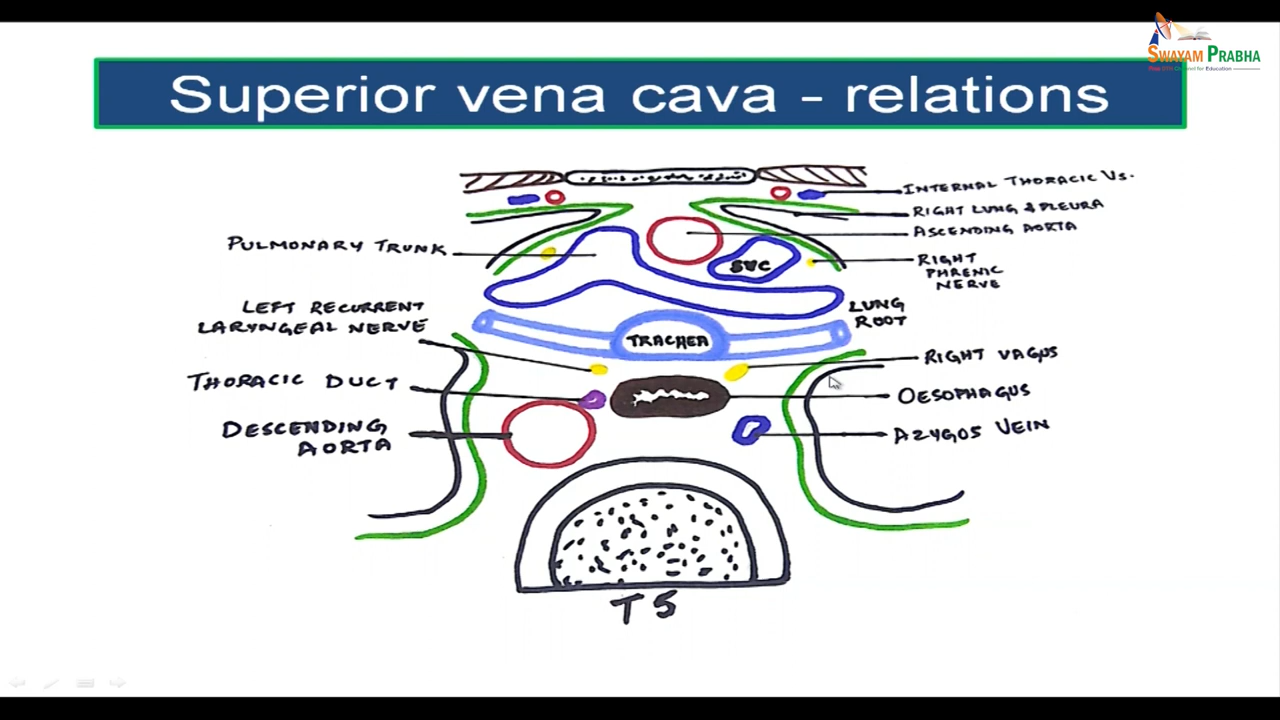 SWAYAM PRABHA
Superior vena cava - relations
INTERNAL THORACIC VS.
RIGHT LUNG & PLEURA
ASCENDING AORTA
PULMONARY TRUNK
SVC
RIGHT
PHRENIC
NERVE
LEFT RECURRENT
LARYNGEAL NERVE
LUNG
ROOT
TRACHEA
RIGHT VAGUS
THORACIC DUCT
OESOPHAGUS
DESCENDING
AORTA
AZYGOS VEIN
T5